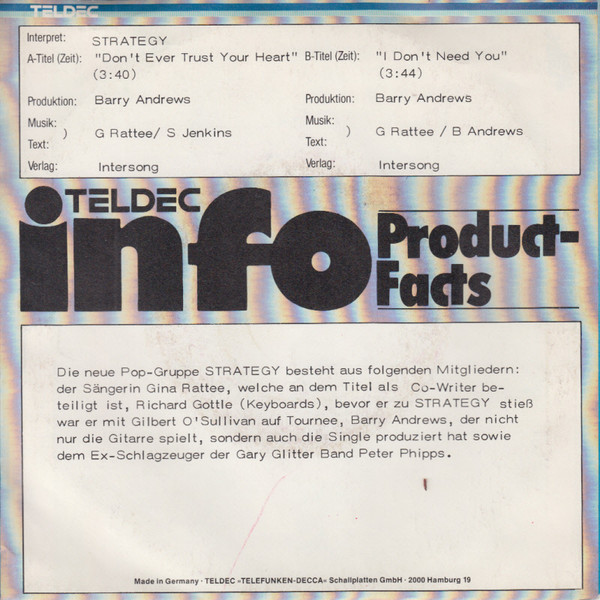 TELDEC
Interpret: STRATEGY
A-Titel (Zeit): "Don't Ever Trust Your Heart" B-Titel (Zeit): "I Don't Need You"
(3:40) (3:44)
Produktion: Barry Andrews Produktion: Barry Andrews
Musik: Musik:
) G Rattee/ S Jenkins ) G Rattee / B Andrews
Text: Text:
Verlag: Intersong Verlag: Intersong
TELDEC
info Product-
Facts
Die neue Pop-Gruppe STRATEGY besteht aus folgenden Mitgliedern:
der Sängerin Gina Rattee, welche an dem Titel als Co-Writer be-
teiligt ist, Richard Gottle (Keyboards), bevor er zu STRATEGY stieß
war er mit Gilbert O'Sullivan auf Tournee, Barry Andrews, der nicht
nur die Gitarre spielt, sondern auch die Single produziert hat sowie
dem Ex-Schlagzeuger der Gary Glitter Band Peter Phipps.
Made in Germany · TELDEC »TELEFUNKEN-DECCA« Schallplatten GmbH · 2000 Hamburg 19